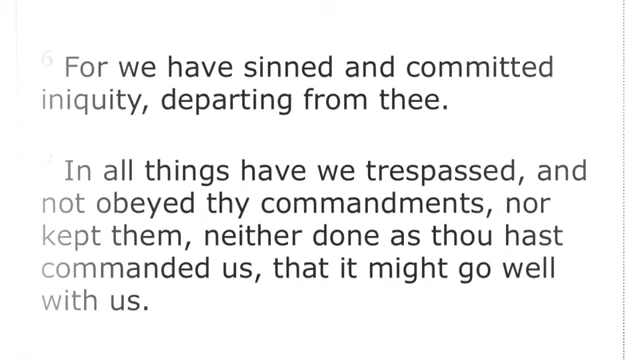 6 For we have sinned and committed
iniquity, departing from thee.
7 In all things have we trespassed, and
not obeyed thy commandments, nor
kept them, neither done as thou hast
commanded us, that it might go well
with us.